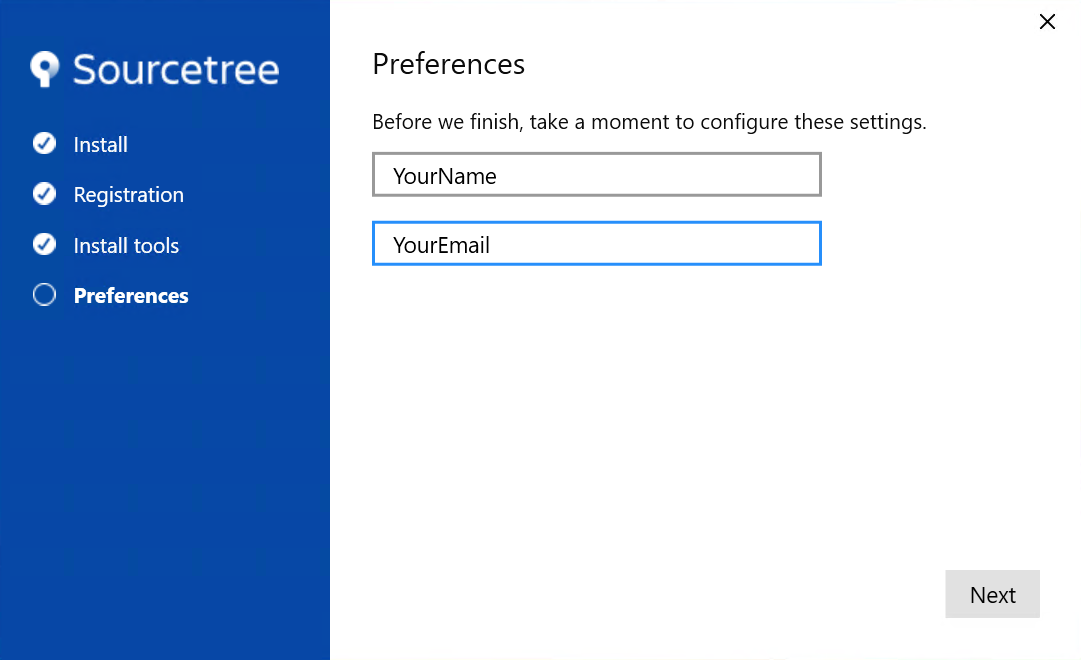 Sourcetree
Install
Registration
Install tools
Preferences
Preferences
Before we finish, take a moment to configure these settings.
YourName
YourEmail
Next